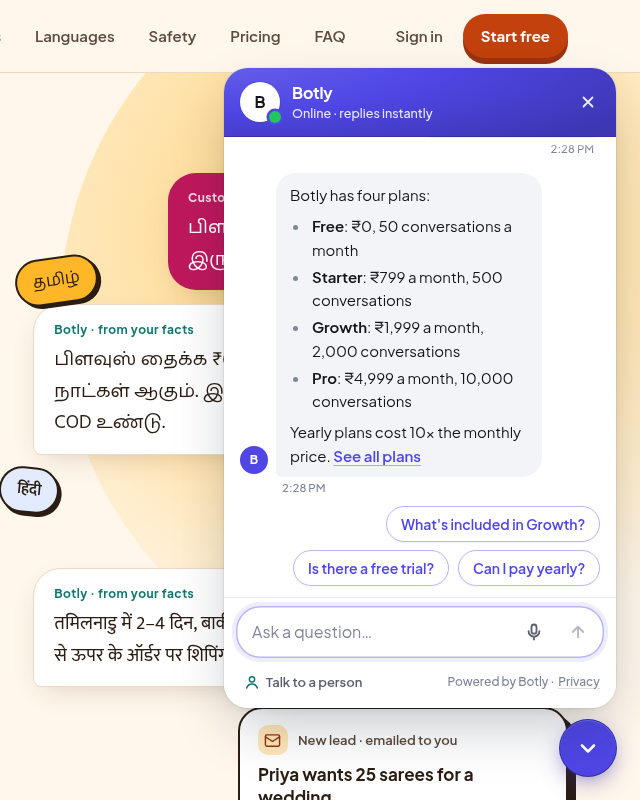 Languages
Safety
Pricing
FAQ
Sign in
Start free
B
Botly
Online · replies instantly
2:28 PM
தமிழ்
Botly · from your facts
பிளவுஸ் தைக்க
நாட்கள் ஆகும்.
COD உண்டு.
हिंदी
Botly · from your facts
तमिलनाडु में 2–4 दिन,
से ऊपर के ऑर्डर पर
Botly has four plans:
• Free: ₹0, 50 conversations a
month
• Starter: ₹799 a month, 500
conversations
• Growth: ₹1,999 a month,
2,000 conversations
• Pro: ₹4,999 a month, 10,000
conversations
Yearly plans cost 10× the monthly
price. See all plans
B
2:28 PM
What's included in Growth?
Is there a free trial?
Can I pay yearly?
Ask a question…
Talk to a person
Powered by Botly · Privacy
New lead · emailed to you
Priya wants 25 sarees for a
wedding